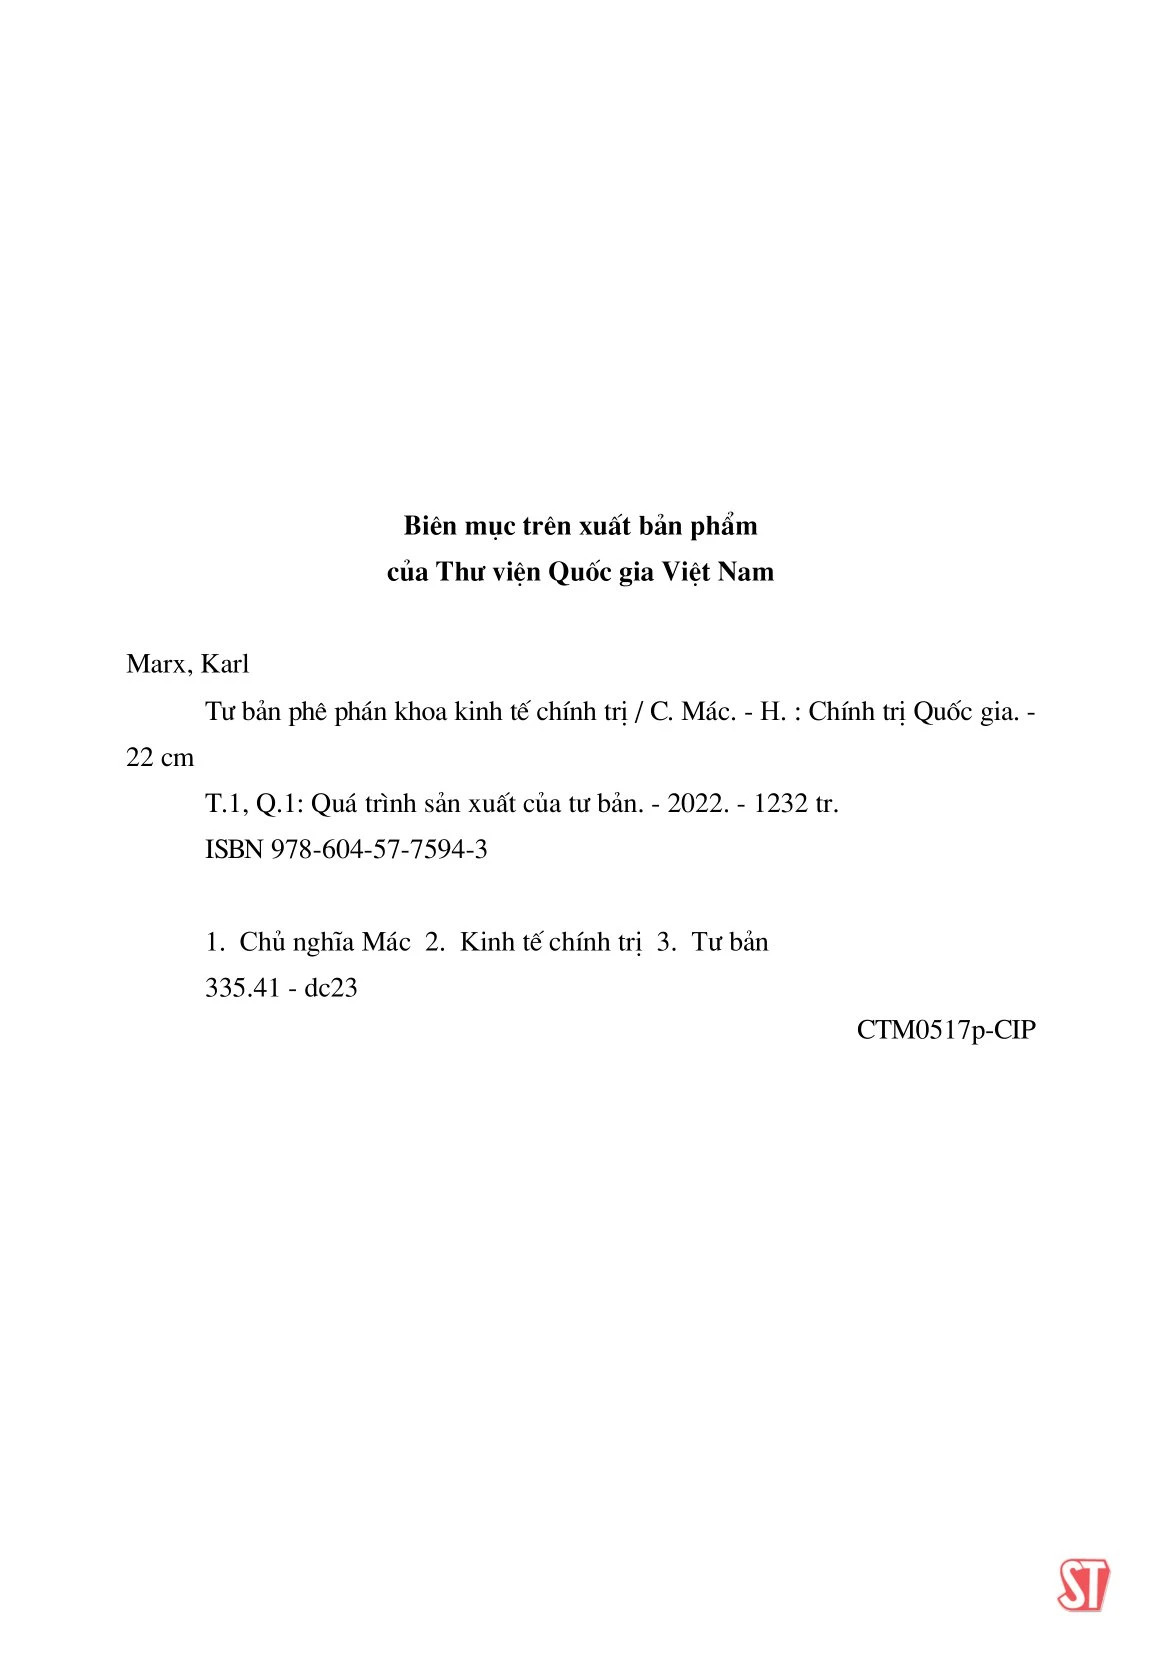 Biên mục trên xuất bản phẩm
của Thư viện Quốc gia Việt Nam
Marx, Karl
Tư bản phê phán khoa kinh tế chính trị / C. Mác. - H. : Chính trị Quốc gia. -
22 cm
T.1, Q.1: Quá trình sản xuất của tư bản. - 2022. - 1232 tr.
ISBN 978-604-57-7594-3
1. Chủ nghĩa Mác 2. Kinh tế chính trị 3. Tư bản
335.41 - dc23
CTM0517p-CIP
ST